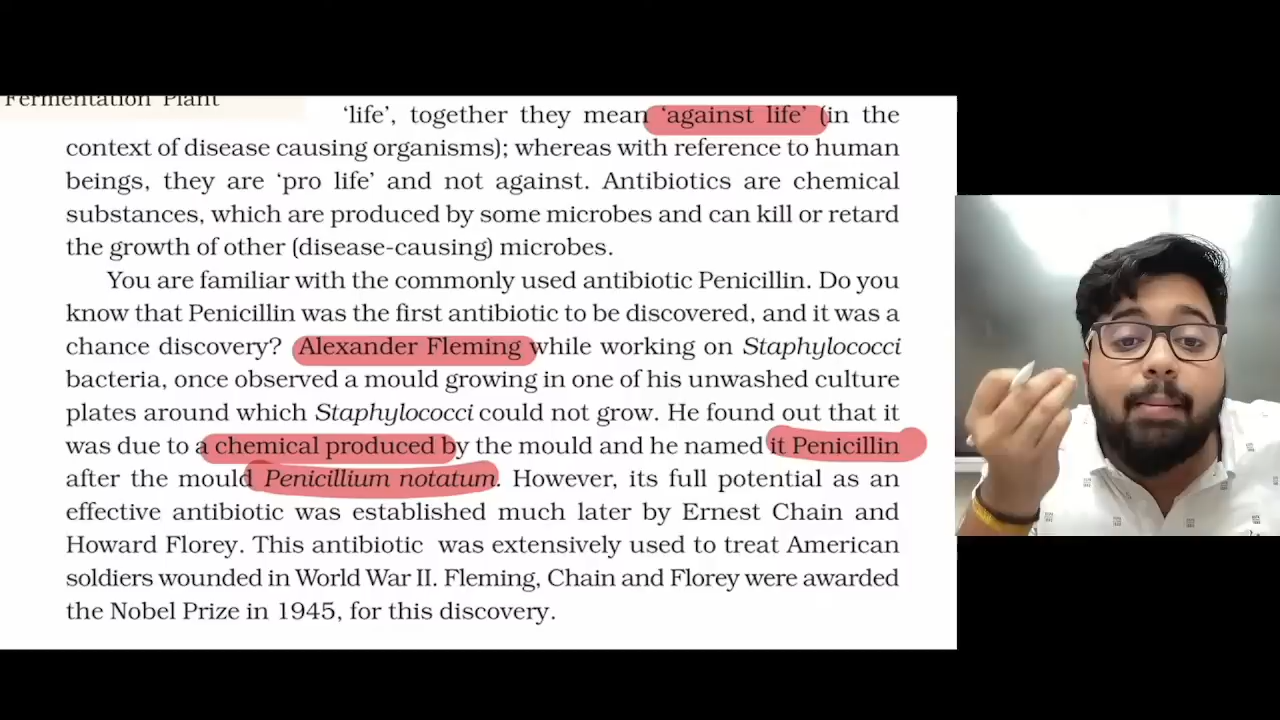 Fermentation Plant
‘life’, together they mean ‘against life’ (in the
context of disease causing organisms); whereas with reference to human
beings, they are ‘pro life’ and not against. Antibiotics are chemical
substances, which are produced by some microbes and can kill or retard
the growth of other (disease-causing) microbes.
You are familiar with the commonly used antibiotic Penicillin. Do you
know that Penicillin was the first antibiotic to be discovered, and it was a
chance discovery? Alexander Fleming while working on Staphylococci
bacteria, once observed a mould growing in one of his unwashed culture
plates around which Staphylococci could not grow. He found out that it
was due to a chemical produced by the mould and he named it Penicillin
after the mould Penicillium notatum. However, its full potential as an
effective antibiotic was established much later by Ernest Chain and
Howard Florey. This antibiotic was extensively used to treat American
soldiers wounded in World War II. Fleming, Chain and Florey were awarded
the Nobel Prize in 1945, for this discovery.